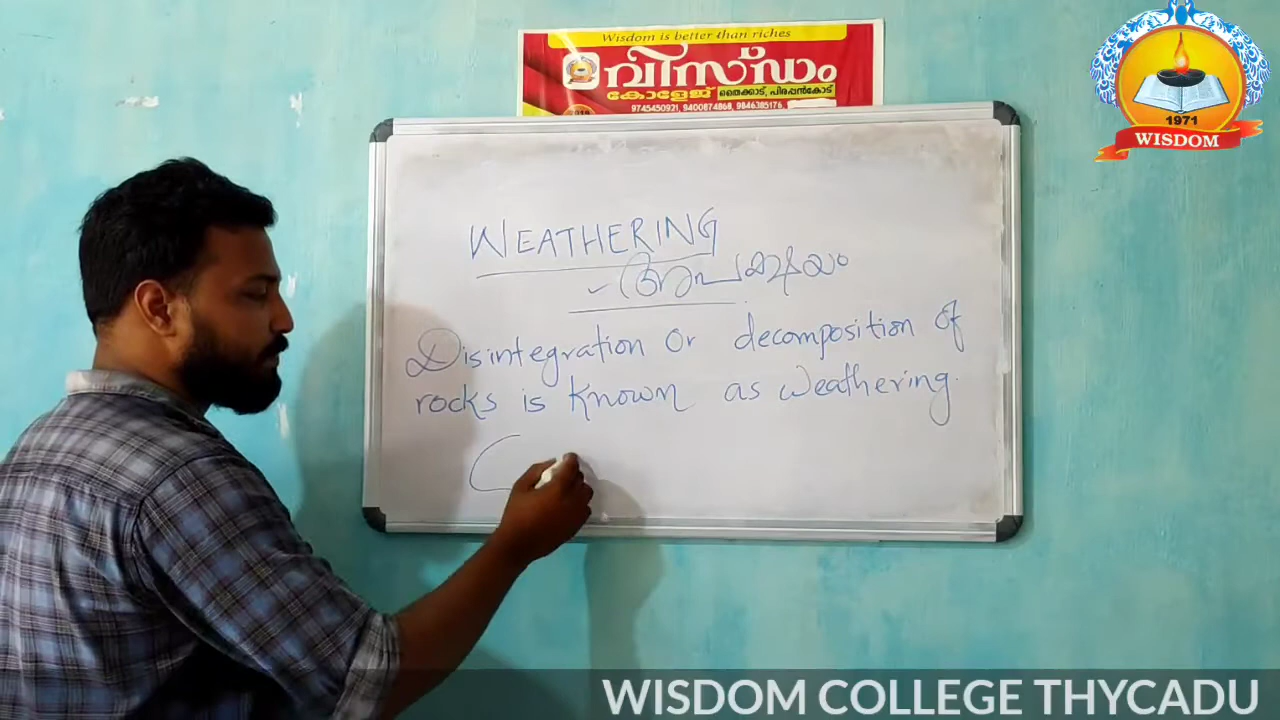 Wisdom is better than riches
വിസ്ഡം
കോളേജ് തൈക്കാട്, പിരപ്പൻകോട്
9745450921, 9400874868, 9846385176
1971
WISDOM
WEATHERING
അപക്ഷയം
Disintegration or decomposition of
rocks is known as weathering.
WISDOM COLLEGE THYCADU